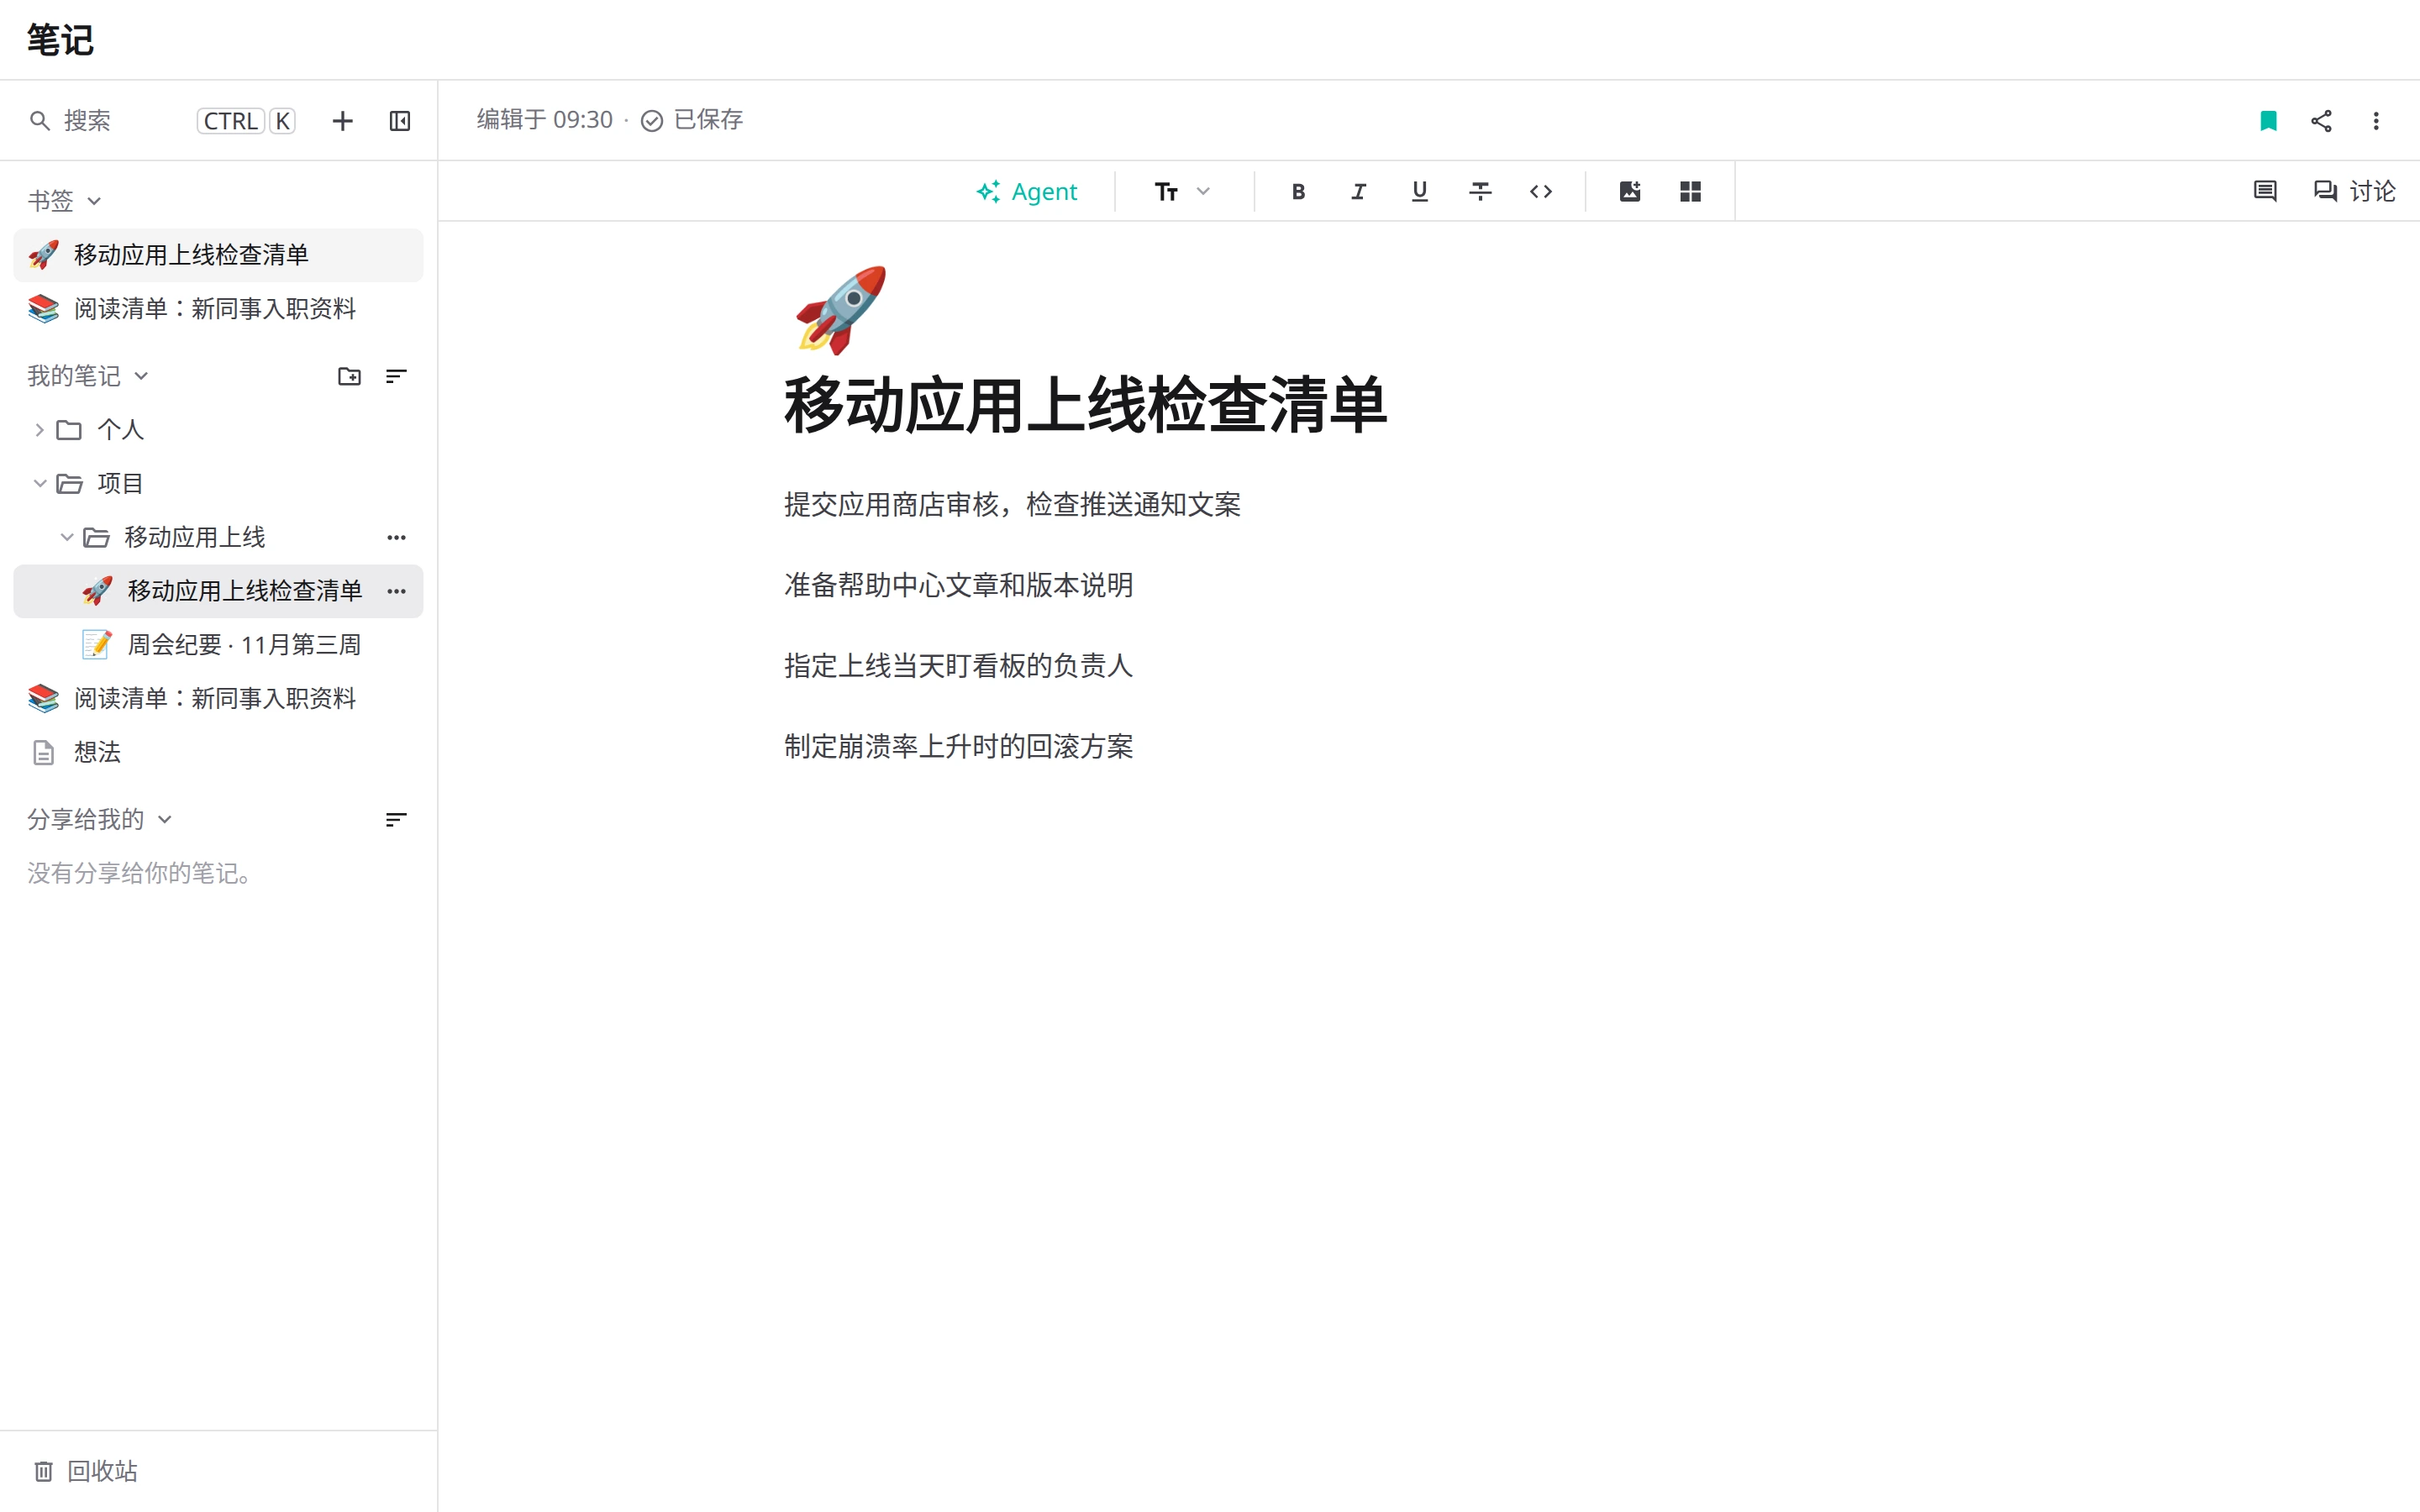 笔记
搜索 CTRL K
编辑于 09:30 · 已保存
Agent
讨论
书签
移动应用上线检查清单
阅读清单：新同事入职资料
我的笔记
个人
项目
移动应用上线
移动应用上线检查清单
周会纪要 · 11月第三周
阅读清单：新同事入职资料
想法
分享给我的
没有分享给你的笔记。
回收站
移动应用上线检查清单
提交应用商店审核，检查推送通知文案
准备帮助中心文章和版本说明
指定上线当天盯看板的负责人
制定崩溃率上升时的回滚方案